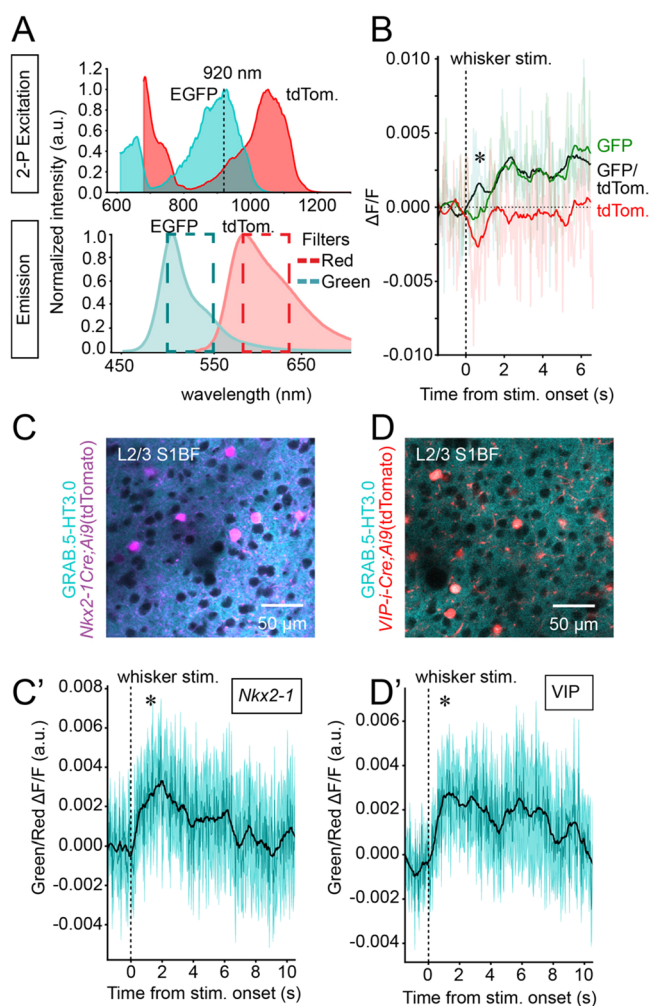 A
2-P Excitation
Emission
Normalized intensity (a.u.)
920 nm
EGFP
tdTom.
1.2
1.0
0.8
0.6
0.4
0.2
0.0
600
800
1000
1200
EGFP
tdTom.
Filters
Red
Green
1.0
0.8
0.6
0.4
0.2
0.0
450
550
650
wavelength (nm)
B
whisker stim.
*
GFP
GFP/
tdTom.
tdTom.
ΔF/F
0.010
0.005
0.000
-0.005
-0.010
0
2
4
6
Time from stim. onset (s)
C
GRAB.5-HT3.0
Nkx2-1Cre;Ai9(tdTomato)
L2/3 S1BF
50 μm
D
GRAB.5-HT3.0
VIP-i-Cre;Ai9(tdTomato)
L2/3 S1BF
50 μm
C'
whisker stim.
*
Nkx2-1
Green/Red ΔF/F (a.u.)
0.008
0.006
0.004
0.002
0.000
-0.002
-0.004
0
2
4
6
8
10
Time from stim. onset (s)
D'
whisker stim.
*
VIP
Green/Red ΔF/F (a.u.)
0.006
0.004
0.002
0.000
-0.002
-0.004
0
2
4
6
8
10
Time from stim. onset (s)